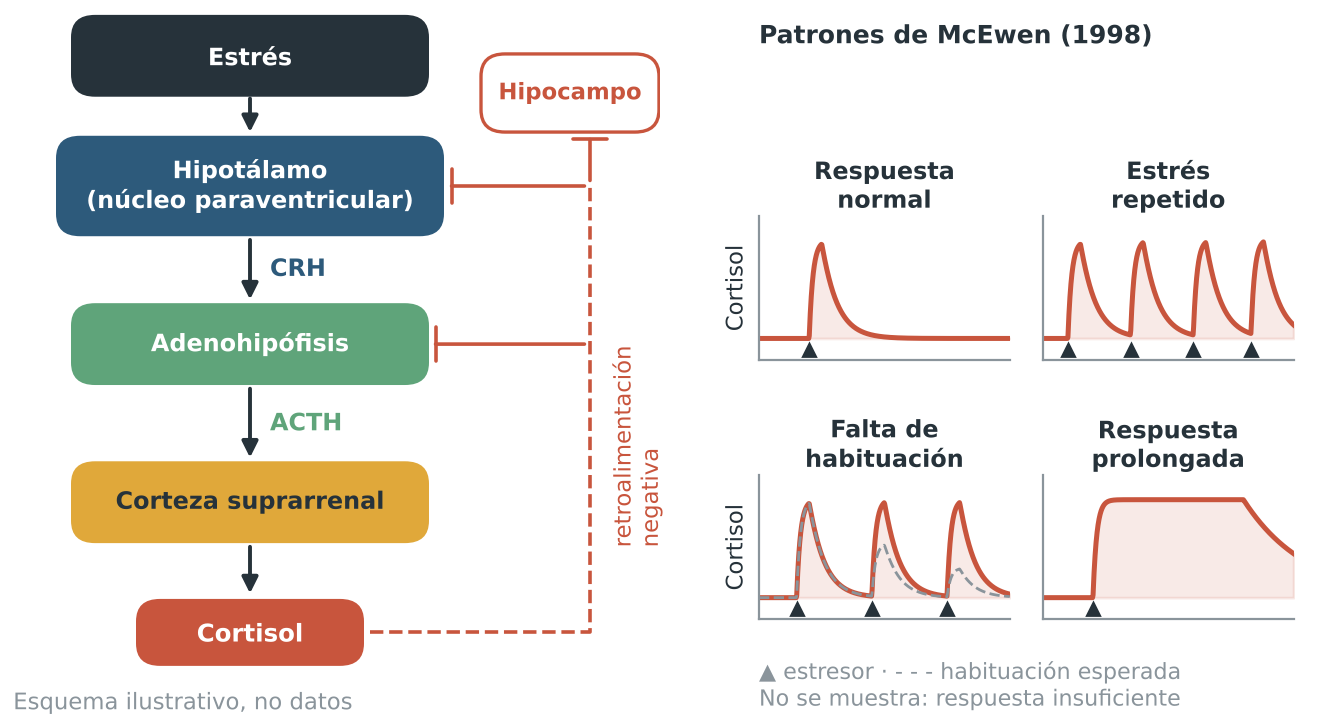 Estrés
Hipocampo
Hipotálamo
(núcleo paraventricular)
CRH
Adenohipófisis
ACTH
retroalimentación
negativa
Corteza suprarrenal
Cortisol
Esquema ilustrativo, no datos
Patrones de McEwen (1998)
Respuesta
normal
Cortisol
Estrés
repetido
Falta de
habituación
Cortisol
Respuesta
prolongada
▲ estresor · - - - habituación esperada
No se muestra: respuesta insuficiente